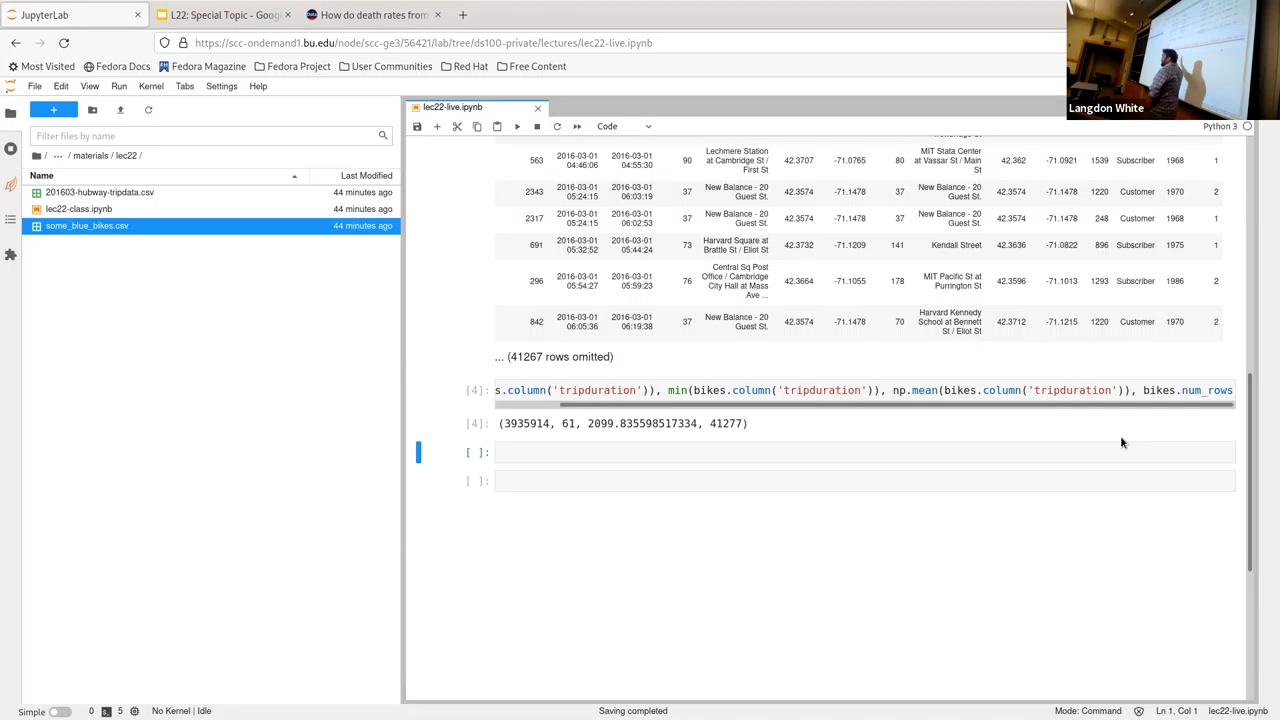 JupyterLab
L22: Special Topic - Goog
How do death rates from
https://scc-ondemand1.bu.edu/node/scc-ge3/56421/lab/tree/ds100-private/lectures/lec22-live.ipynb
Most Visited
Fedora Docs
Fedora Magazine
Fedora Project
User Communities
Red Hat
Free Content
Langdon White
File Edit View Run Kernel Tabs Settings Help
lec22-live.ipynb
Code
Python 3
Filter files by name
/ ... / materials / lec22 /
Name Last Modified
201603-hubway-tripdata.csv 44 minutes ago
lec22-class.ipynb 44 minutes ago
some_blue_bikes.csv 44 minutes ago
563 2016-03-01 04:46:06 2016-03-01 04:55:30 90 Lechmere Station at Cambridge St / First St 42.3707 -71.0765 80 MIT Stata Center at Vassar St / Main St 42.362 -71.0921 1539 Subscriber 1968 1
2343 2016-03-01 05:24:15 2016-03-01 06:03:19 37 New Balance - 20 Guest St. 42.3574 -71.1478 37 New Balance - 20 Guest St. 42.3574 -71.1478 1220 Customer 1970 2
2317 2016-03-01 05:24:15 2016-03-01 06:02:53 37 New Balance - 20 Guest St. 42.3574 -71.1478 37 New Balance - 20 Guest St. 42.3574 -71.1478 248 Customer 1968 1
691 2016-03-01 05:32:52 2016-03-01 05:44:24 73 Harvard Square at Brattle St / Eliot St 42.3732 -71.1209 141 Kendall Street 42.3636 -71.0822 896 Subscriber 1975 1
296 2016-03-01 05:54:27 2016-03-01 05:59:23 76 Central Sq Post Office / Cambridge City Hall at Mass Ave ... 42.3664 -71.1055 178 MIT Pacific St at Purrington St 42.3596 -71.1013 1293 Subscriber 1986 2
842 2016-03-01 06:05:36 2016-03-01 06:19:38 37 New Balance - 20 Guest St. 42.3574 -71.1478 70 Harvard Kennedy School at Bennett St / Eliot St 42.3712 -71.1215 1220 Customer 1970 2
... (41267 rows omitted)
[4]: s.column('tripduration')), min(bikes.column('tripduration')), np.mean(bikes.column('tripduration')), bikes.num_rows
[4]: (3935914, 61, 2099.835598517334, 41277)
[ ]:
[ ]:
Simple 0 5 No Kernel | Idle Saving completed Mode: Command Ln 1, Col 1 lec22-live.ipynb